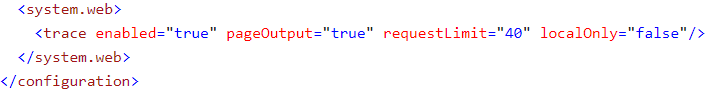 <system.web>
<trace enabled="true" pageOutput="true" requestLimit="40" localOnly="false"/>
</system.web>
</configuration>